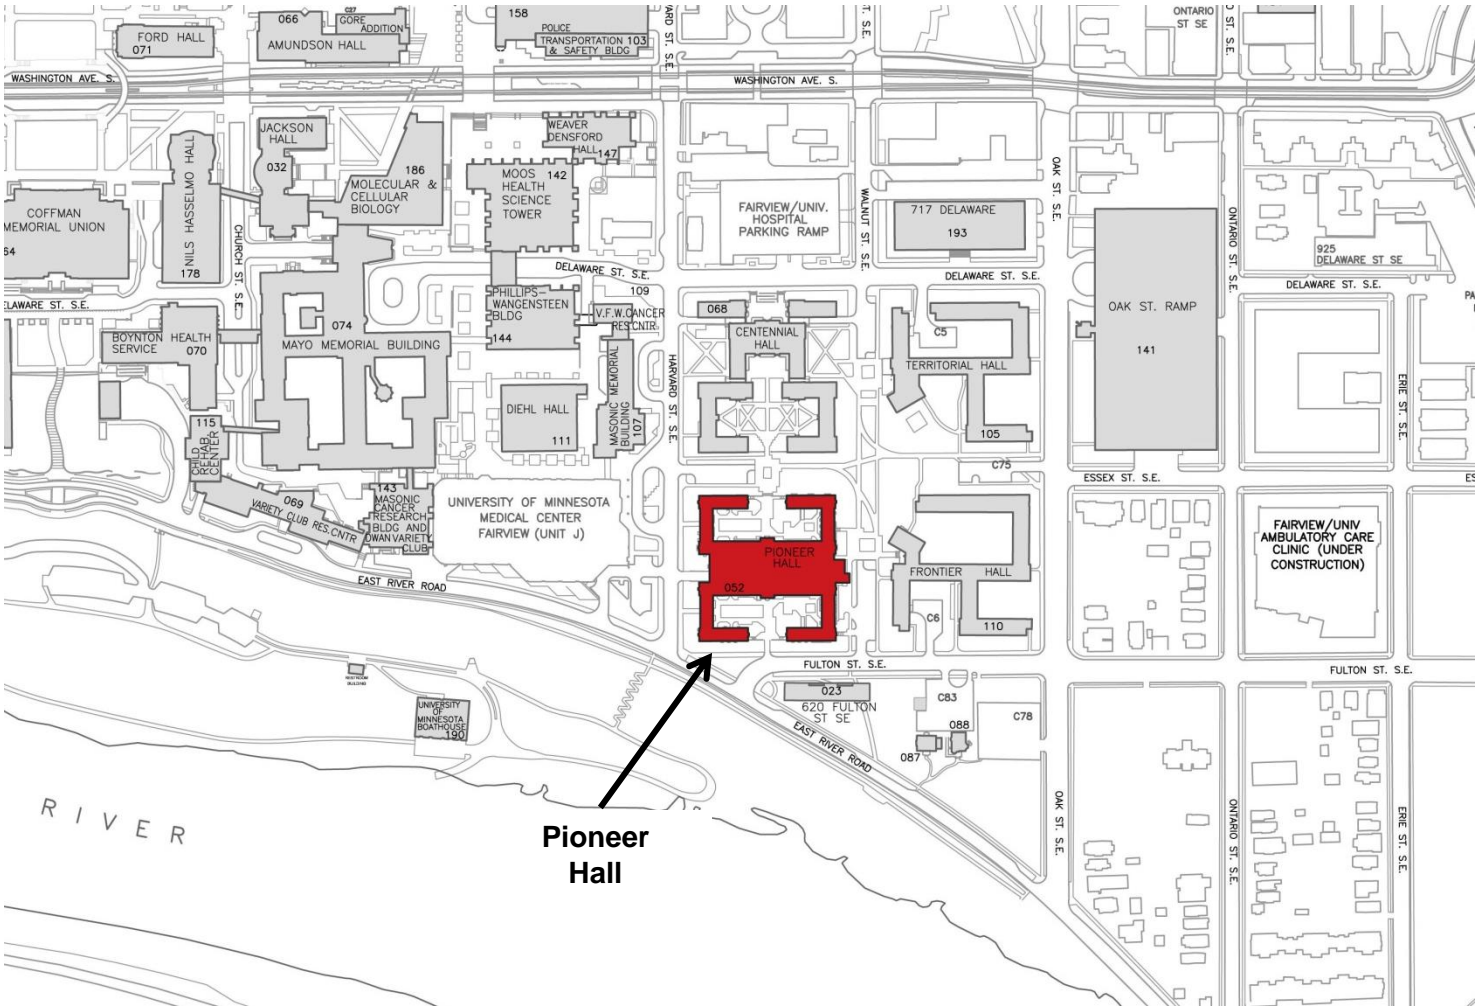 066
C27
GORE
ADDITION
158
POLICE
TRANSPORTATION 103
& SAFETY BLDG
FORD HALL
071
AMUNDSON HALL
ONTARIO
ST SE
WASHINGTON AVE. S.
WASHINGTON AVE. S.
JACKSON
HALL
032
186
MOLECULAR &
CELLULAR
BIOLOGY
WEAVER
DENSFORD
HALL
147
MOOS 142
HEALTH
SCIENCE
TOWER
NILS HASSELMO HALL
178
COFFMAN
MEMORIAL UNION
64
CHURCH ST. S.E.
FAIRVIEW/UNIV.
HOSPITAL
PARKING RAMP
WALNUT ST. S.E.
717 DELAWARE
193
OAK ST. S.E.
ONTARIO ST. S.E.
925
DELAWARE ST SE
DELAWARE ST. S.E.
DELAWARE ST. S.E.
DELAWARE ST. S.E.
ELAWARE ST. S.E.
109
PHILLIPS-
WANGENSTEEN
BLDG
144
V.F.W.CANCER
RES.CNTR
BOYNTON HEALTH
SERVICE 070
074
MAYO MEMORIAL BUILDING
068
CENTENNIAL
HALL
C5
TERRITORIAL HALL
105
OAK ST. RAMP
141
HARVARD ST. S.E.
ERIE ST. S.E.
DIEHL HALL
111
MASONIC MEMORIAL
BUILDING
107
115
CHILD
REHAB
CENTER
C75
ESSEX ST. S.E.
069
VARIETY CLUB RES.CNTR
143
MASONIC
CANCER
RESEARCH
BLDG AND
DWAN VARIETY
CLUB
UNIVERSITY OF MINNESOTA
MEDICAL CENTER
FAIRVIEW (UNIT J)
PIONEER
HALL
052
FRONTIER HALL
C6
110
FAIRVIEW/UNIV
AMBULATORY CARE
CLINIC (UNDER
CONSTRUCTION)
EAST RIVER ROAD
FULTON ST. S.E.
FULTON ST. S.E.
023
620 FULTON
ST SE
C83
C78
088
087
UNIVERSITY
OF
MINNESOTA
BOATHOUSE
190
EAST RIVER ROAD
OAK ST. S.E.
ONTARIO ST. S.E.
ERIE ST. S.E.
RIVER
Pioneer
Hall